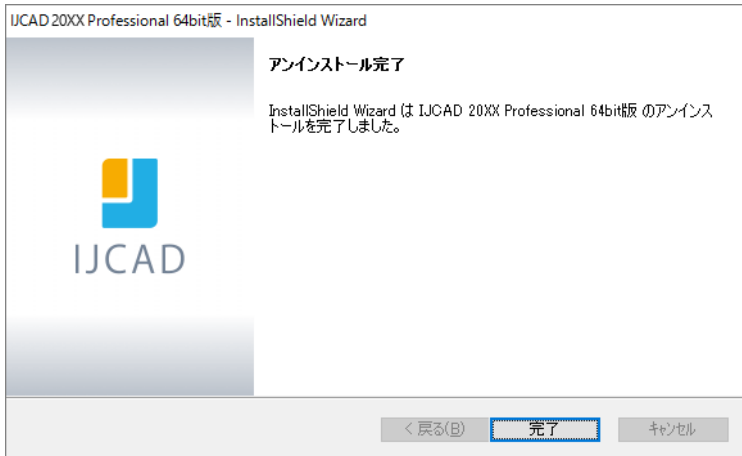 IJCAD 20XX Professional 64bit版 - InstallShield Wizard
アンインストール完了
InstallShield Wizard は IJCAD 20XX Professional 64bit版 のアンインス
トールを完了しました。
IJCAD
< 戻る(B)
完了
キャンセル